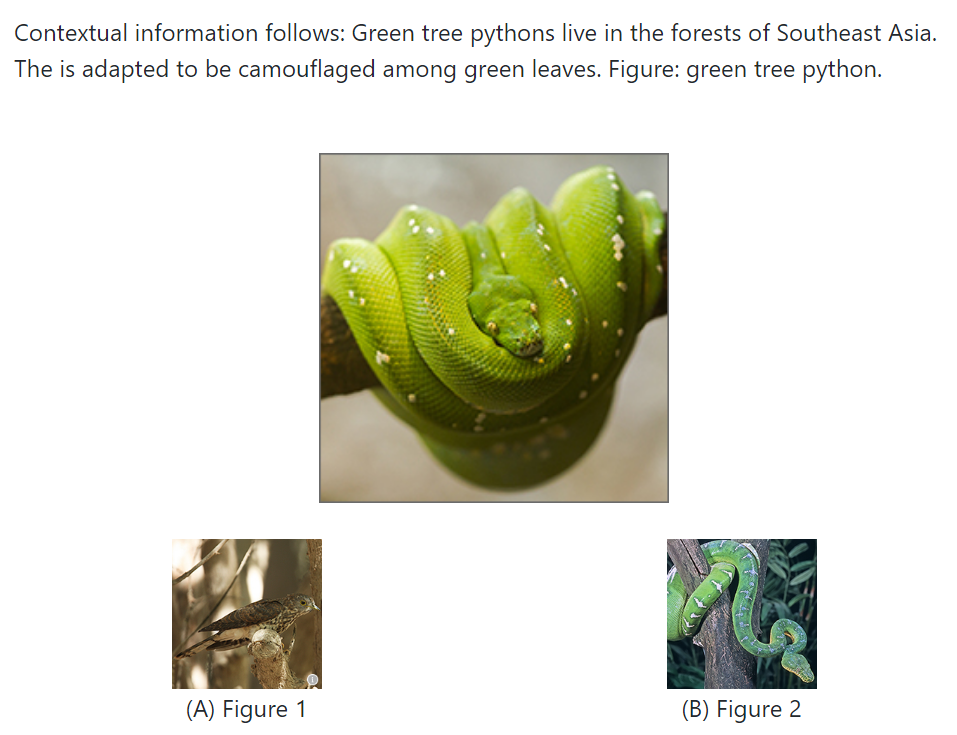 Contextual information follows: Green tree pythons live in the forests of Southeast Asia.
The is adapted to be camouflaged among green leaves. Figure: green tree python.
(A) Figure 1
(B) Figure 2